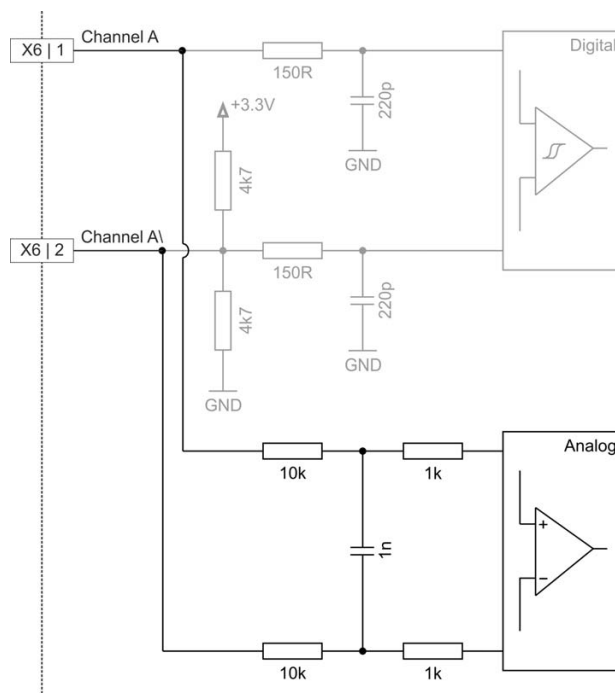 X6 | 1
Channel A
Digital
150R
220p
GND
+3.3V
4k7
X6 | 2
Channel A\
150R
220p
4k7
GND
GND
Analog
10k
1k
1n
+
−
10k
1k